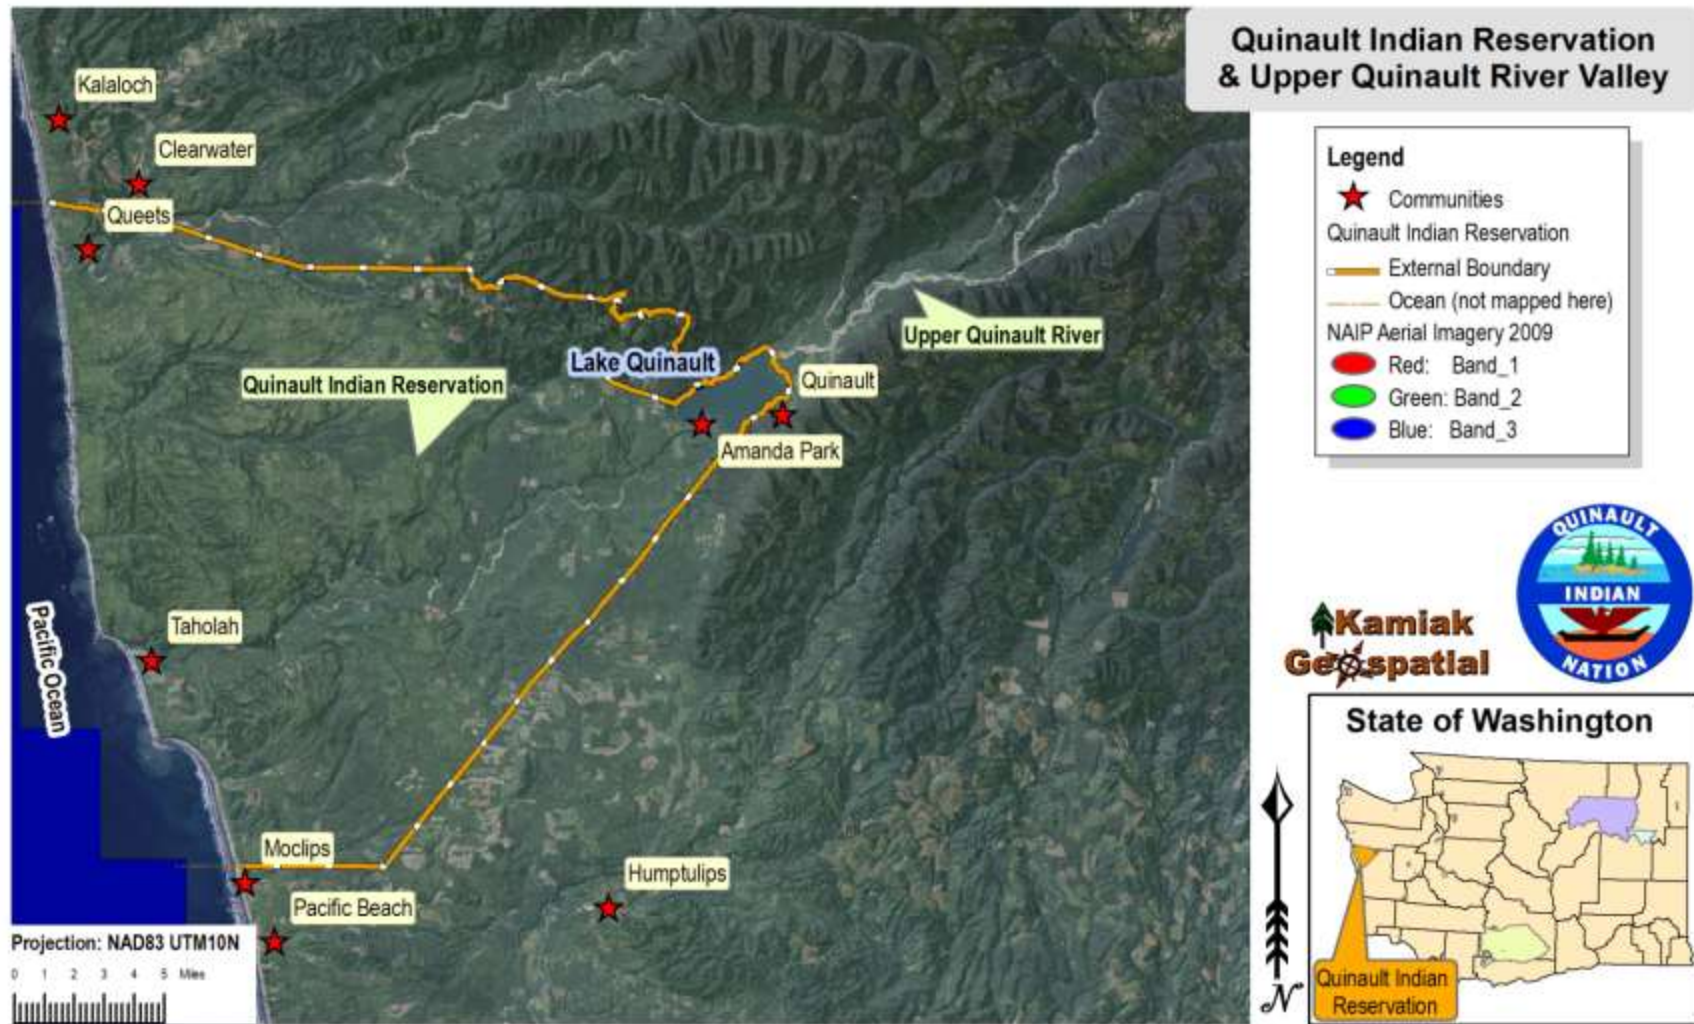 Quinault Indian Reservation
& Upper Quinault River Valley
Kalaloch
Clearwater
Queets
Lake Quinault
Upper Quinault River
Quinault Indian Reservation
Quinault
Amanda Park
Taholah
Pacific Ocean
Moclips
Pacific Beach
Humptulips
Projection: NAD83 UTM10N
0 1 2 3 4 5 Miles
Legend
Communities
Quinault Indian Reservation
External Boundary
Ocean (not mapped here)
NAIP Aerial Imagery 2009
Red: Band_1
Green: Band_2
Blue: Band_3
Kamiak
Geospatial
QUINAULT
INDIAN
NATION
N
State of Washington
Quinault Indian
Reservation